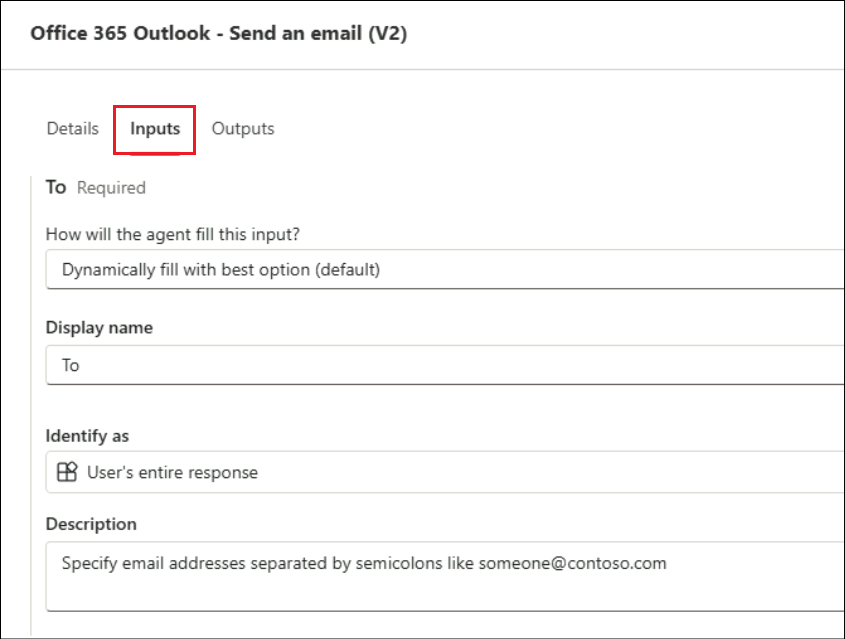 Office 365 Outlook - Send an email (V2)
Details Inputs Outputs
To Required
How will the agent fill this input?
Dynamically fill with best option (default)
Display name
To
Identify as
User's entire response
Description
Specify email addresses separated by semicolons like someone@contoso.com